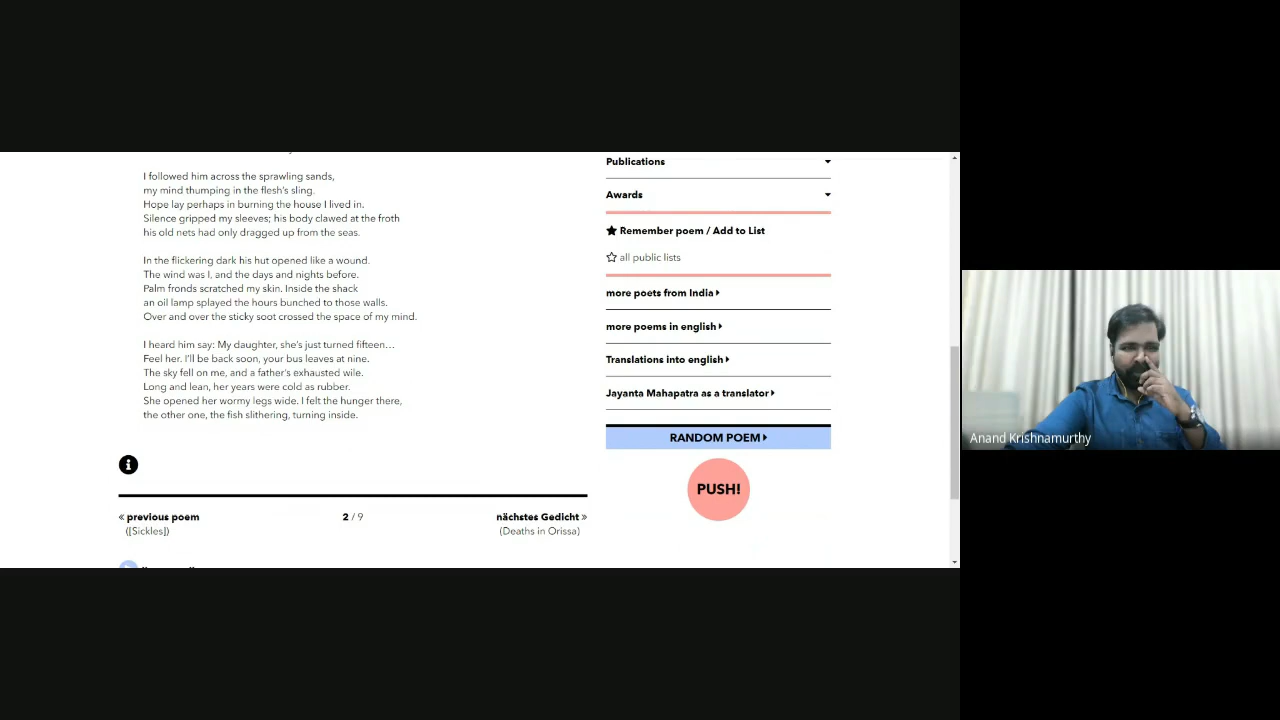 I followed him across the sprawling sands,
my mind thumping in the flesh's sling.
Hope lay perhaps in burning the house I lived in.
Silence gripped my sleeves; his body clawed at the froth
his old nets had only dragged up from the seas.
In the flickering dark his hut opened like a wound.
The wind was I, and the days and nights before.
Palm fronds scratched my skin. Inside the shack
an oil lamp splayed the hours bunched to those walls.
Over and over the sticky soot crossed the space of my mind.
I heard him say: My daughter, she's just turned fifteen…
Feel her. I'll be back soon, your bus leaves at nine.
The sky fell on me, and a father's exhausted wile.
Long and lean, her years were cold as rubber.
She opened her wormy legs wide. I felt the hunger there,
the other one, the fish slithering, turning inside.
« previous poem
([Sickles])
2 / 9
nächstes Gedicht »
(Deaths in Orissa)
Publications
Awards
Remember poem / Add to List
all public lists
more poets from India
more poems in english
Translations into english
Jayanta Mahapatra as a translator
RANDOM POEM
PUSH!
Anand Krishnamurthy